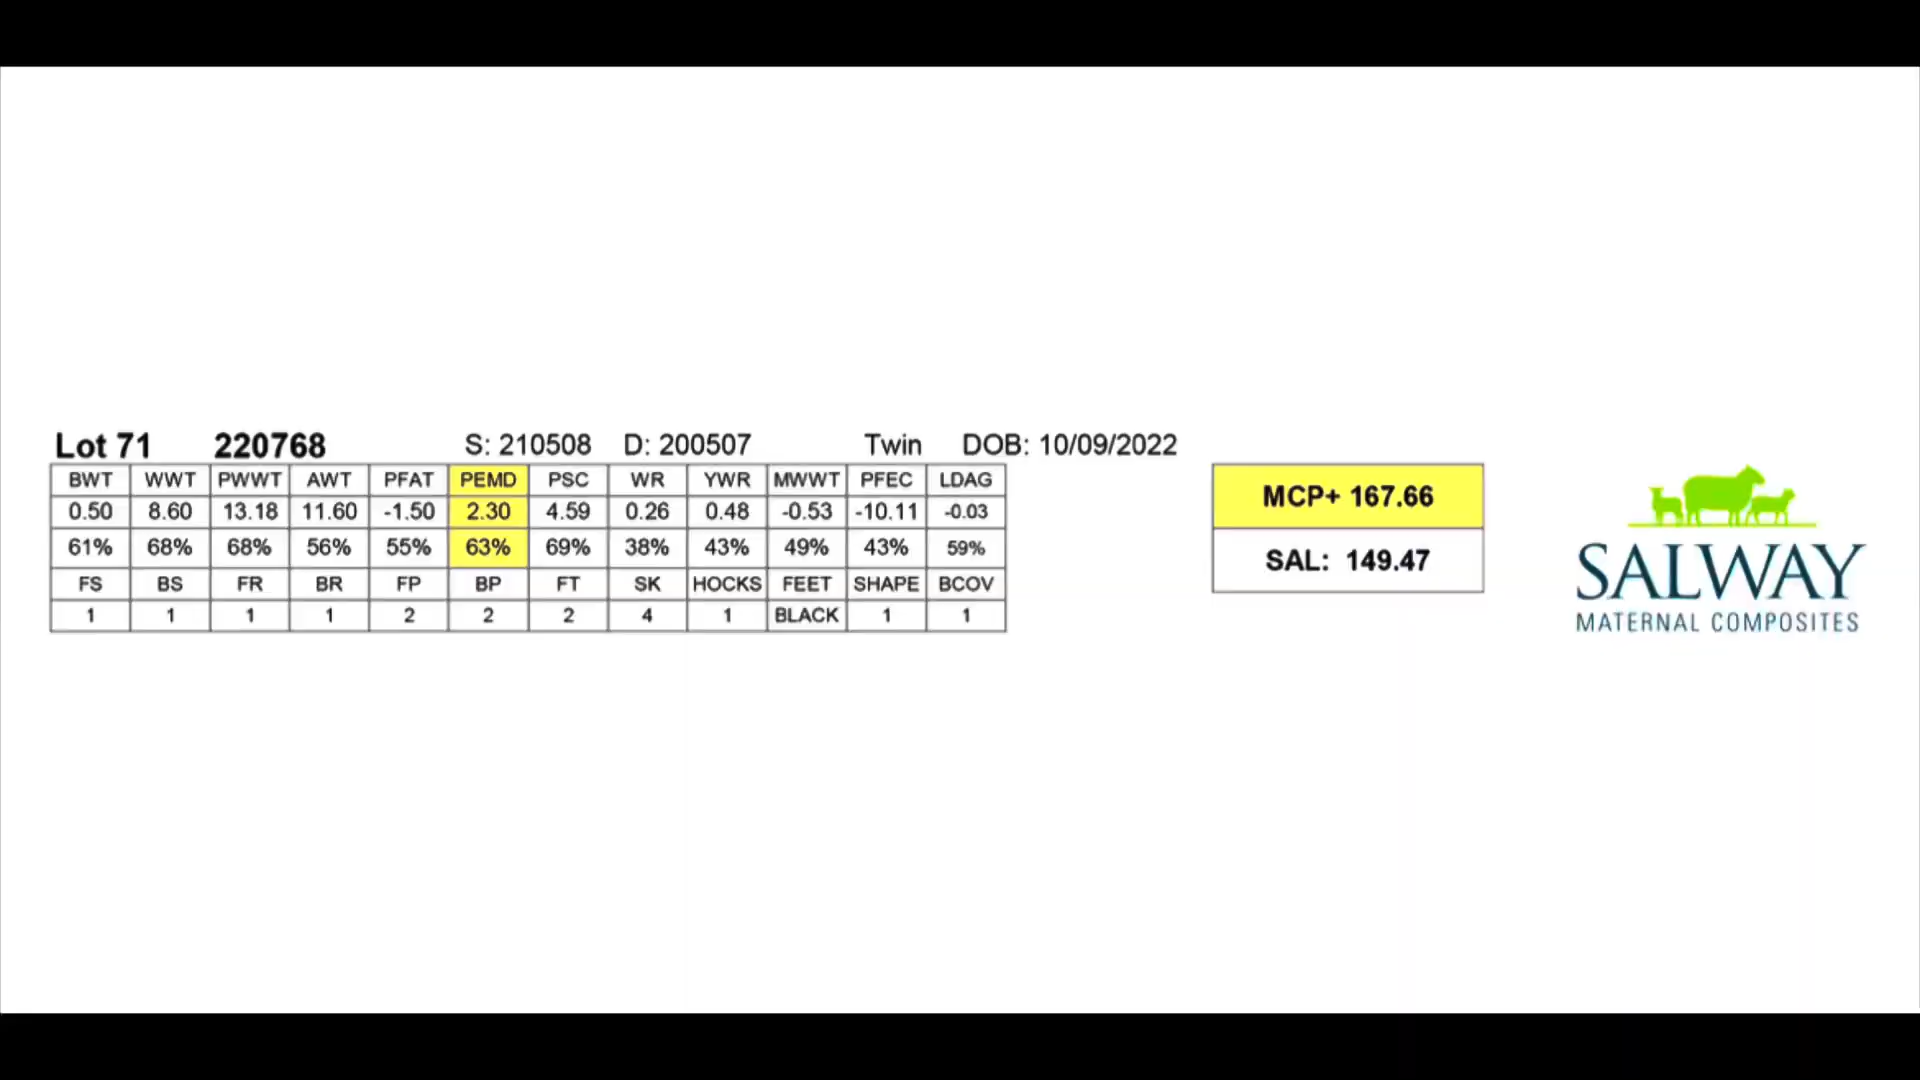 Lot 71 220768 S: 210508 D: 200507 Twin DOB: 10/09/2022
BWT WWT PWWT AWT PFAT PEMD PSC WR YWR MWWT PFEC LDAG
0.50 8.60 13.18 11.60 -1.50 2.30 4.59 0.26 0.48 -0.53 -10.11 -0.03
61% 68% 68% 56% 55% 63% 69% 38% 43% 49% 43% 59%
FS BS FR BR FP BP FT SK HOCKS FEET SHAPE BCOV
1 1 1 1 2 2 2 4 1 BLACK 1 1
MCP+ 167.66
SAL: 149.47
SALWAY
MATERNAL COMPOSITES